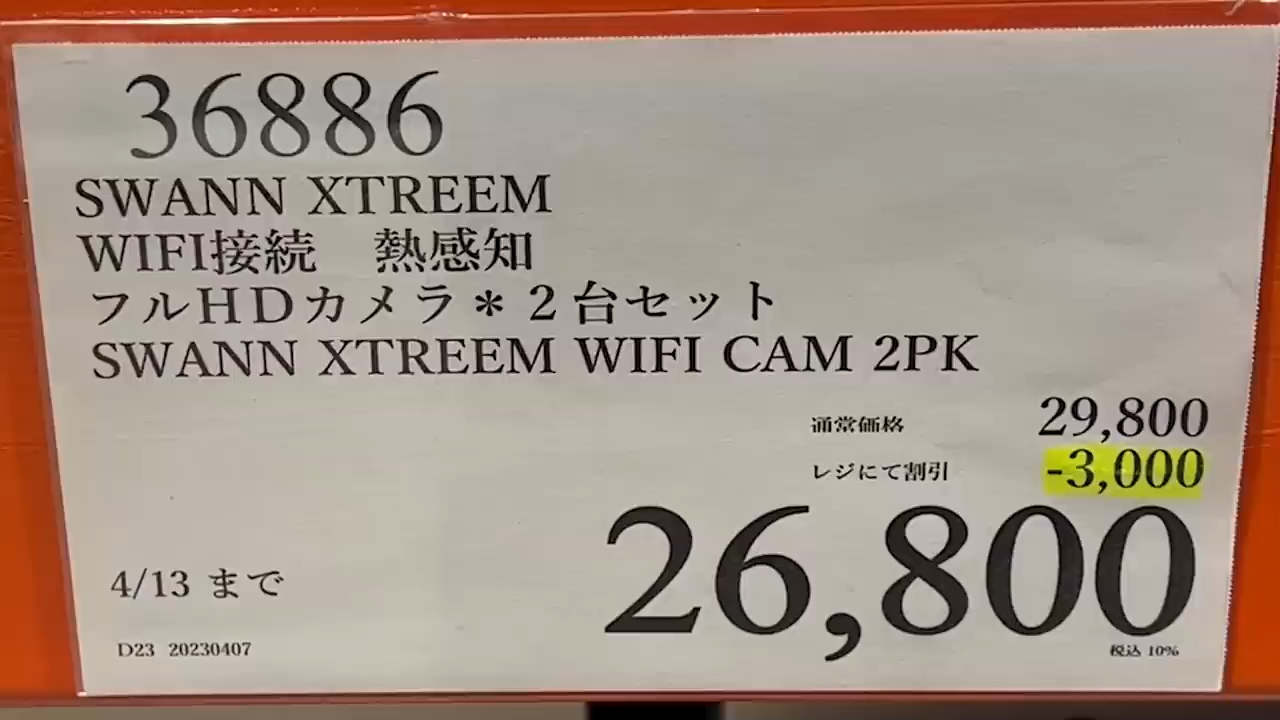 36886
SWANN XTREEM
WIFI接続　熱感知
フルHDカメラ＊２台セット
SWANN XTREEM WIFI CAM 2PK
通常価格 29,800
レジにて割引 -3,000
26,800
4/13 まで
税込 10%
D23 20230407